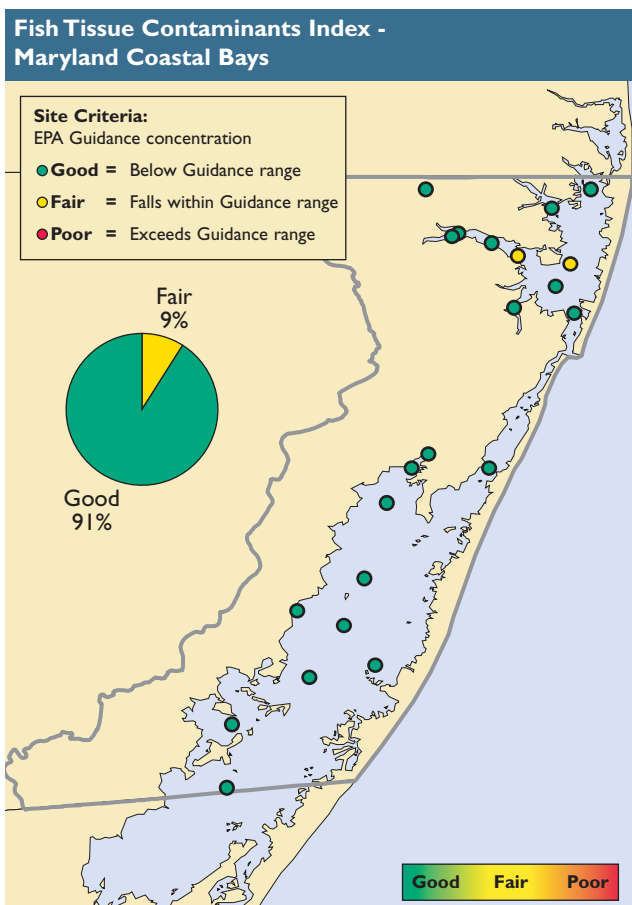 Fish Tissue Contaminants Index -
Maryland Coastal Bays
Site Criteria:
EPA Guidance concentration
Good = Below Guidance range
Fair = Falls within Guidance range
Poor = Exceeds Guidance range
Fair
9%
Good
91%
Good Fair Poor